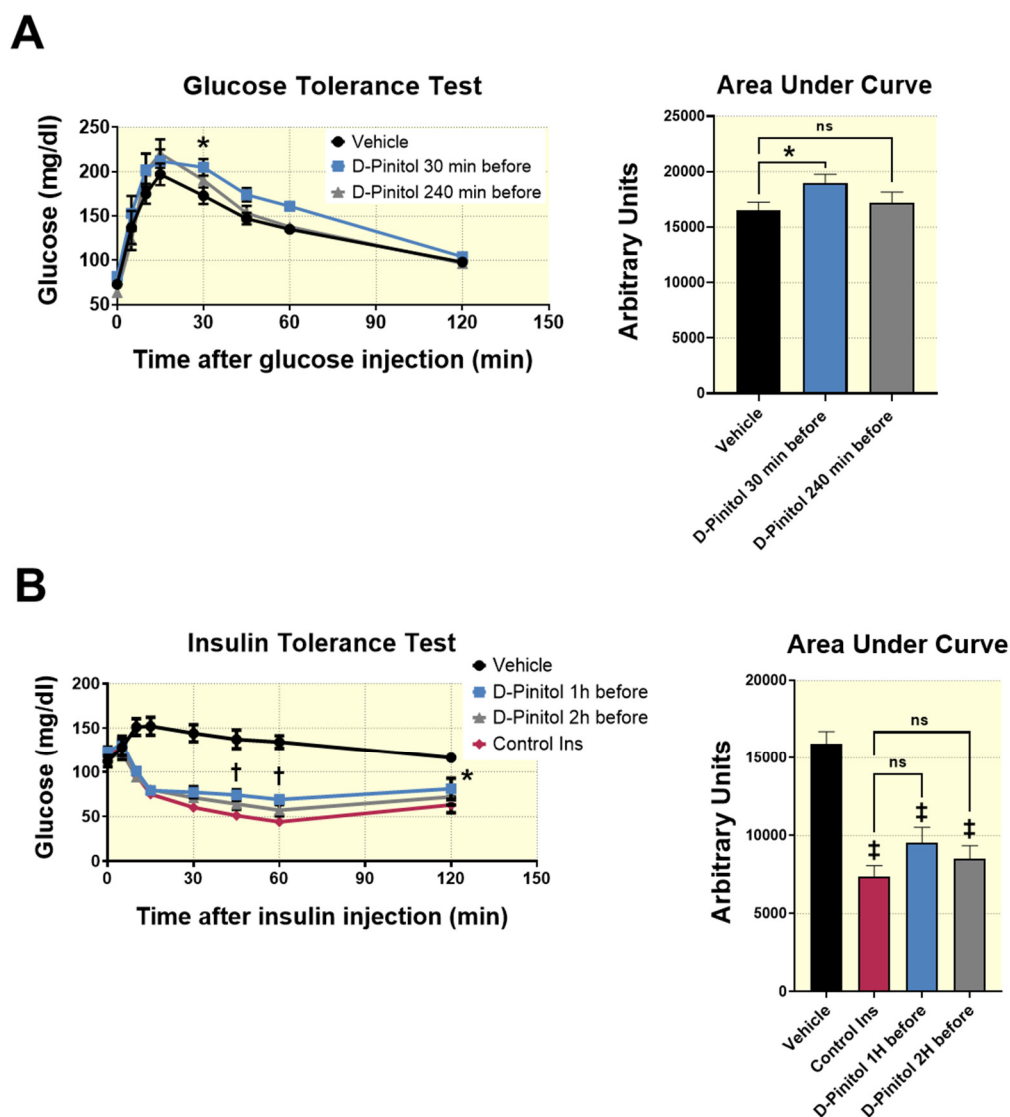 A
Glucose Tolerance Test
Glucose (mg/dl)
250
200
150
100
50
0
30
60
90
120
150
Time after glucose injection (min)
*
Vehicle
D-Pinitol 30 min before
D-Pinitol 240 min before
Area Under Curve
Arbitrary Units
25000
20000
15000
10000
5000
0
ns
*
Vehicle
D-Pinitol 30 min before
D-Pinitol 240 min before
B
Insulin Tolerance Test
Glucose (mg/dl)
200
150
100
50
0
0
30
60
90
120
150
Time after insulin injection (min)
† †
*
Vehicle
D-Pinitol 1h before
D-Pinitol 2h before
Control Ins
Area Under Curve
Arbitrary Units
20000
15000
10000
5000
0
ns
ns
‡
‡
‡
Vehicle
Control Ins
D-Pinitol 1H before
D-Pinitol 2H before